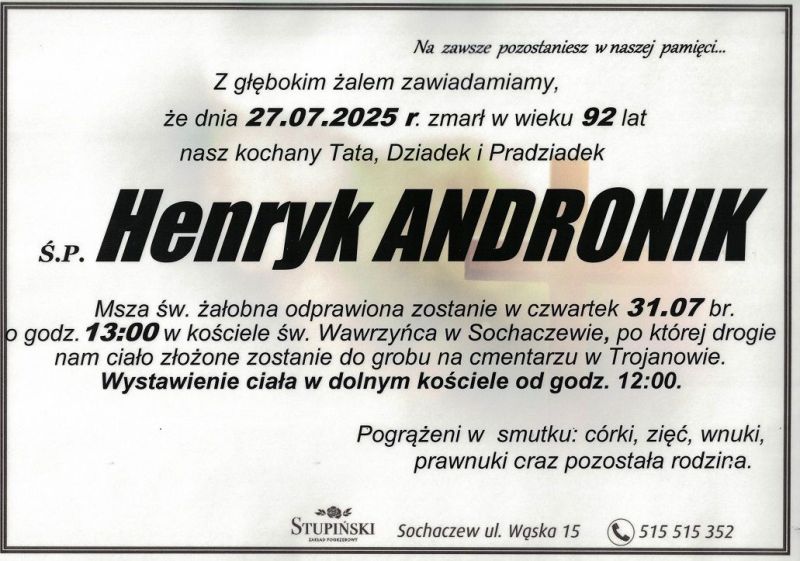 Na zawsze pozostaniesz w naszej pamięci...
Z głębokim żalem zawiadamiamy,
że dnia 27.07.2025 r. zmarł w wieku 92 lat
nasz kochany Tata, Dziadek i Pradziadek
Ś.P. Henryk ANDRONIK
Msza św. żałobna odprawiona zostanie w czwartek 31.07 br.
o godz. 13:00 w kościele św. Wawrzyńca w Sochaczewie, po której drogie
nam ciało złożone zostanie do grobu na cmentarzu w Trojanowie.
Wystawienie ciała w dolnym kościele od godz. 12:00.
Pogrążeni w smutku: córki, zięć, wnuki,
prawnuki oraz pozostała rodzina.
STUPIŃSKI
ZAKŁAD POGRZEBOWY
Sochaczew ul. Wąska 15
515 515 352